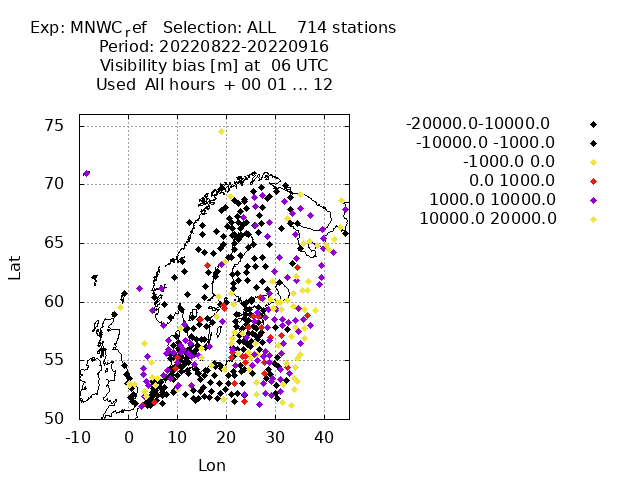 Exp: MNWC_ref   Selection: ALL    714 stations
Period: 20220822-20220916
Visibility bias [m] at  06 UTC
Used  All hours  + 00 01 ... 12
-20000.0-10000.0
-10000.0 -1000.0
-1000.0 0.0
0.0 1000.0
1000.0 10000.0
10000.0 20000.0
75
70
65
60
55
50
Lat
-10 0 10 20 30 40
Lon